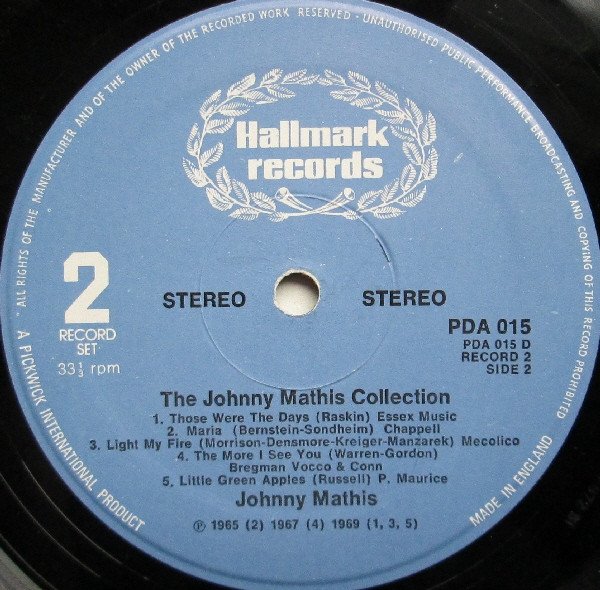 "ALL RIGHTS OF THE MANUFACTURER AND OF THE OWNER OF THE RECORDED WORK RESERVED - UNAUTHORISED PUBLIC PERFORMANCE BROADCASTING AND COPYING OF THIS RECORD PROHIBITED
Hallmark
records
2
RECORD
SET
33⅓ rpm
STEREO STEREO
PDA 015
PDA 015 D
RECORD 2
SIDE 2
The Johnny Mathis Collection
1. Those Were The Days (Raskin) Essex Music
2. Maria (Bernstein-Sondheim) Chappell
3. Light My Fire (Morrison-Densmore-Kreiger-Manzarek) Mecolico
4. The More I See You (Warren-Gordon)
Bregman Vocco & Conn
5. Little Green Apples (Russell) P. Maurice
Johnny Mathis
℗ 1965 (2) 1967 (4) 1969 (1, 3, 5)
A PICKWICK INTERNATIONAL PRODUCT
MADE IN ENGLAND